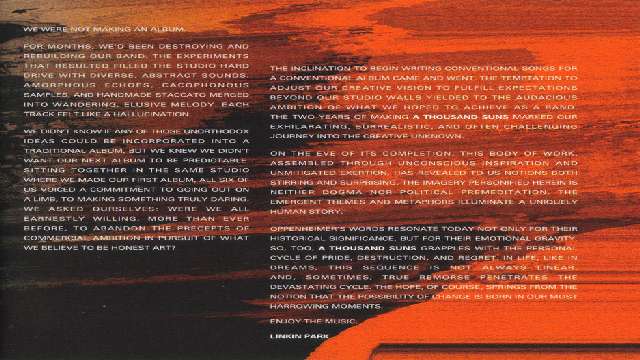 WE WERE NOT MAKING AN ALBUM.
FOR MONTHS, WE'D BEEN DESTROYING AND
REBUILDING OUR BAND. THE EXPERIMENTS
THAT RESULTED FILLED THE STUDIO HARD
DRIVE WITH DIVERSE, ABSTRACT SOUNDS.
AMORPHOUS ECHOES, CACOPHONOUS
SAMPLES, AND HANDMADE STACCATO MERGED
INTO WANDERING, ELUSIVE MELODY. EACH
TRACK FELT LIKE A HALLUCINATION.
WE DIDN'T KNOW IF ANY OF THOSE UNORTHODOX
IDEAS COULD BE INCORPORATED INTO A
TRADITIONAL ALBUM, BUT WE KNEW WE DIDN'T
WANT OUR NEXT ALBUM TO BE PREDICTABLE.
SITTING TOGETHER IN THE SAME STUDIO
WHERE WE MADE OUR FIRST ALBUM, ALL SIX OF
US VOICED A COMMITMENT TO GOING OUT ON
A LIMB, TO MAKING SOMETHING TRULY DARING.
WE ASKED OURSELVES: WERE WE ALL
EARNESTLY WILLING, MORE THAN EVER
BEFORE, TO ABANDON THE PRECEPTS OF
COMMERCIAL AMBITION IN PURSUIT OF WHAT
WE BELIEVE TO BE HONEST ART?
THE INCLINATION TO BEGIN WRITING CONVENTIONAL SONGS FOR
A CONVENTIONAL ALBUM CAME AND WENT. THE TEMPTATION TO
ADJUST OUR CREATIVE VISION TO FULFILL EXPECTATIONS
BEYOND OUR STUDIO WALLS YIELDED TO THE AUDACIOUS
AMBITION OF WHAT WE HOPED TO ACHIEVE AS A BAND.
THE TWO YEARS OF MAKING A THOUSAND SUNS MARKED OUR
EXHILARATING, SURREALISTIC, AND OFTEN CHALLENGING
JOURNEY INTO THE CREATIVE UNKNOWN.
ON THE EVE OF ITS COMPLETION, THIS BODY OF WORK,
ASSEMBLED THROUGH UNCONSCIOUS INSPIRATION AND
UNMITIGATED EXERTION, HAS REVEALED TO US NOTIONS BOTH
STIRRING AND SURPRISING. THE IMAGERY PERSONIFIED HEREIN IS
NEITHER DOGMA NOR POLITICAL PREMEDITATION. THE
EMERGENT THEMES AND METAPHORS ILLUMINATE A UNIQUELY
HUMAN STORY.
OPPENHEIMER'S WORDS RESONATE TODAY NOT ONLY FOR THEIR
HISTORICAL SIGNIFICANCE, BUT FOR THEIR EMOTIONAL GRAVITY.
SO, TOO, A THOUSAND SUNS GRAPPLES WITH THE PERSONAL
CYCLE OF PRIDE, DESTRUCTION, AND REGRET. IN LIFE, LIKE IN
DREAMS, THIS SEQUENCE IS NOT ALWAYS LINEAR.
AND, SOMETIMES, TRUE REMORSE PENETRATES THE
DEVASTATING CYCLE. THE HOPE, OF COURSE, SPRINGS FROM THE
NOTION THAT THE POSSIBILITY OF CHANGE IS BORN IN OUR MOST
HARROWING MOMENTS.
ENJOY THE MUSIC.
LINKIN PARK